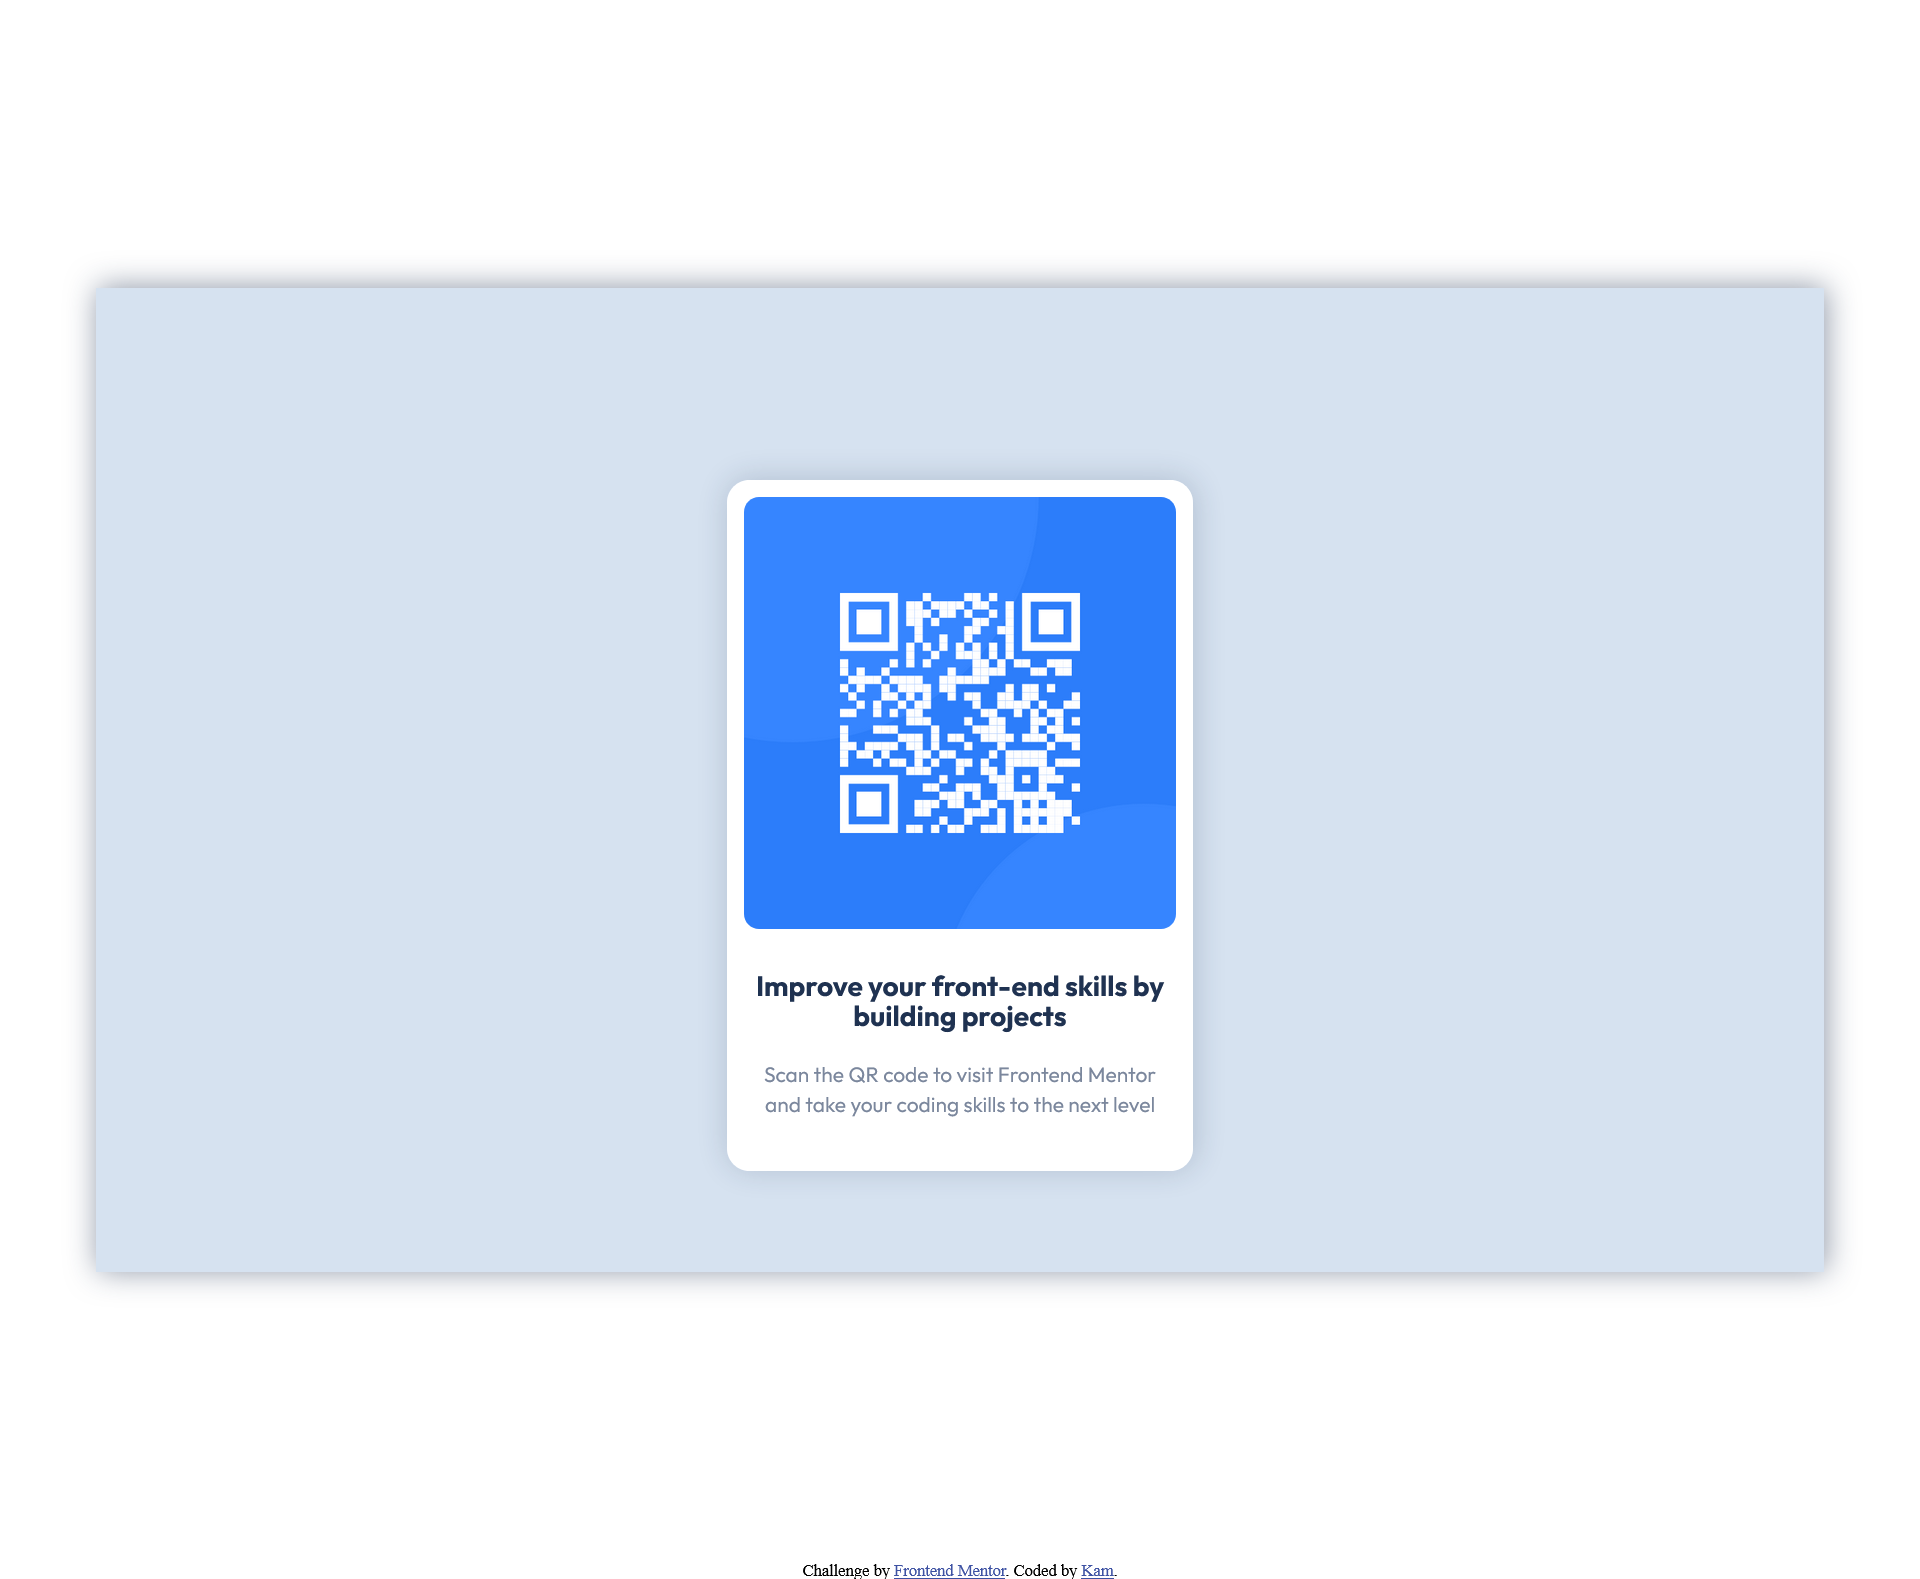 Improve your front-end skills by
building projects
Scan the QR code to visit Frontend Mentor
and take your coding skills to the next level
Challenge by Frontend Mentor. Coded by Kam.